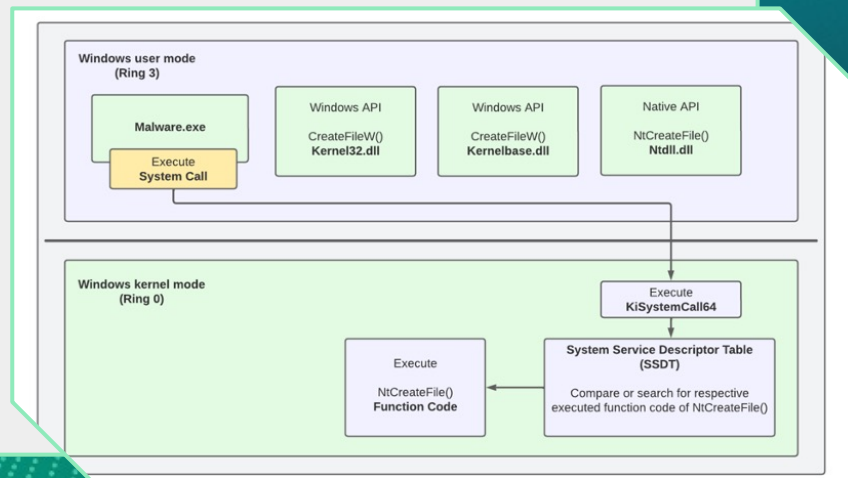 Windows user mode
(Ring 3)
Malware.exe
Execute
System Call
Windows API
CreateFileW()
Kernel32.dll
Windows API
CreateFileW()
Kernelbase.dll
Native API
NtCreateFile()
Ntdll.dll
Windows kernel mode
(Ring 0)
Execute
KiSystemCall64
System Service Descriptor Table
(SSDT)
Compare or search for respective
executed function code of NtCreateFile()
Execute
NtCreateFile()
Function Code